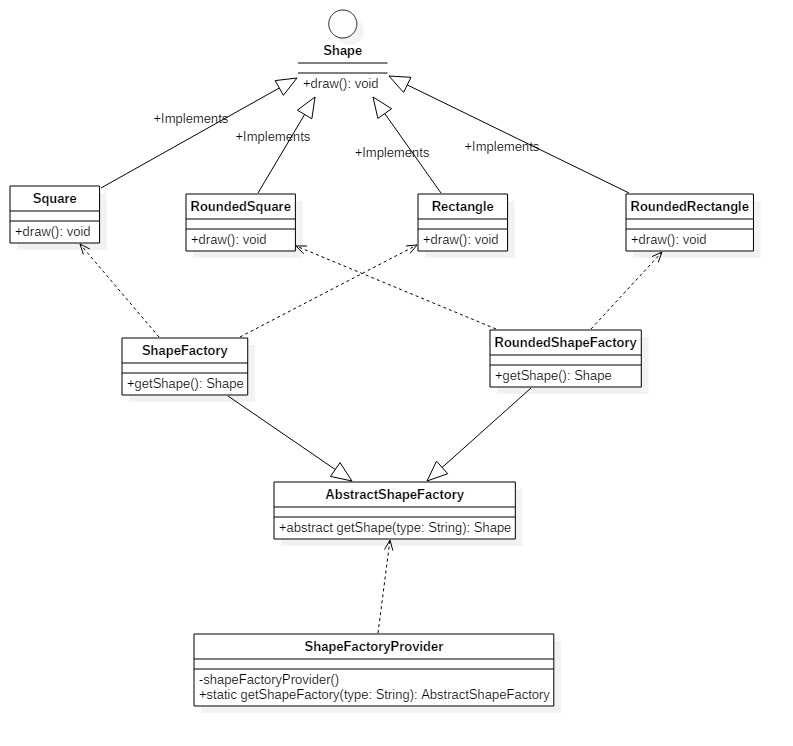 Shape
+draw(): void
+Implements
+Implements
+Implements
+Implements
Square
+draw(): void
RoundedSquare
+draw(): void
Rectangle
+draw(): void
RoundedRectangle
+draw(): void
ShapeFactory
+getShape(): Shape
RoundedShapeFactory
+getShape(): Shape
AbstractShapeFactory
+abstract getShape(type: String): Shape
ShapeFactoryProvider
-shapeFactoryProvider()
+static getShapeFactory(type: String): AbstractShapeFactory